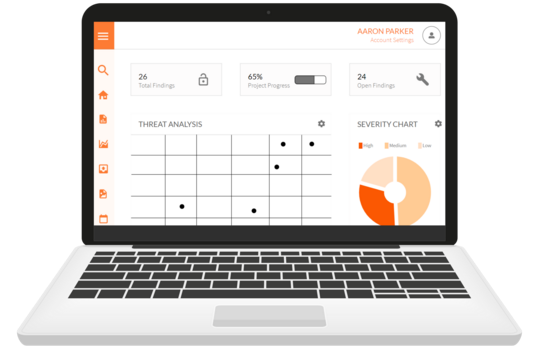 AARON PARKER
Account Settings
26
Total Findings
65%
Project Progress
24
Open Findings
THREAT ANALYSIS
SEVERITY CHART
High
Medium
Low